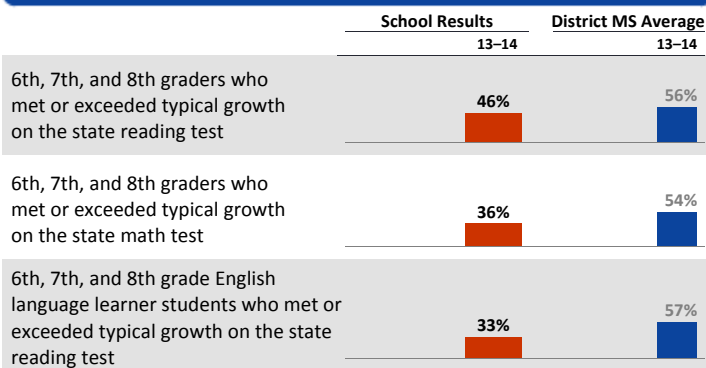 School Results District MS Average
13–14 13–14
6th, 7th, and 8th graders who
met or exceeded typical growth
on the state reading test
46% 56%
6th, 7th, and 8th graders who
met or exceeded typical growth
on the state math test
36% 54%
6th, 7th, and 8th grade English
language learner students who met or
exceeded typical growth on the state
reading test
33% 57%